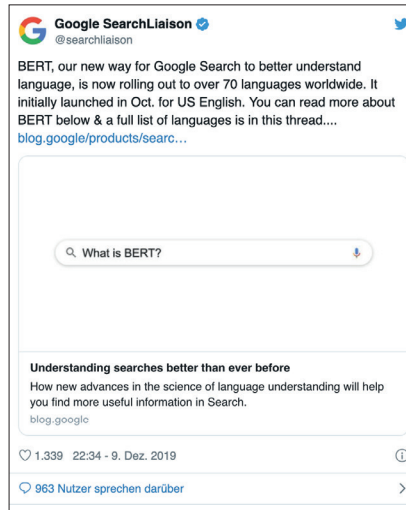 Google SearchLiaison
@searchliaison
BERT, our new way for Google Search to better understand
language, is now rolling out to over 70 languages worldwide. It
initially launched in Oct. for US English. You can read more about
BERT below & a full list of languages is in this thread....
blog.google/products/searc…
What is BERT?
Understanding searches better than ever before
How new advances in the science of language understanding will help
you find more useful information in Search.
blog.google
1.339 22:34 - 9. Dez. 2019
963 Nutzer sprechen darüber